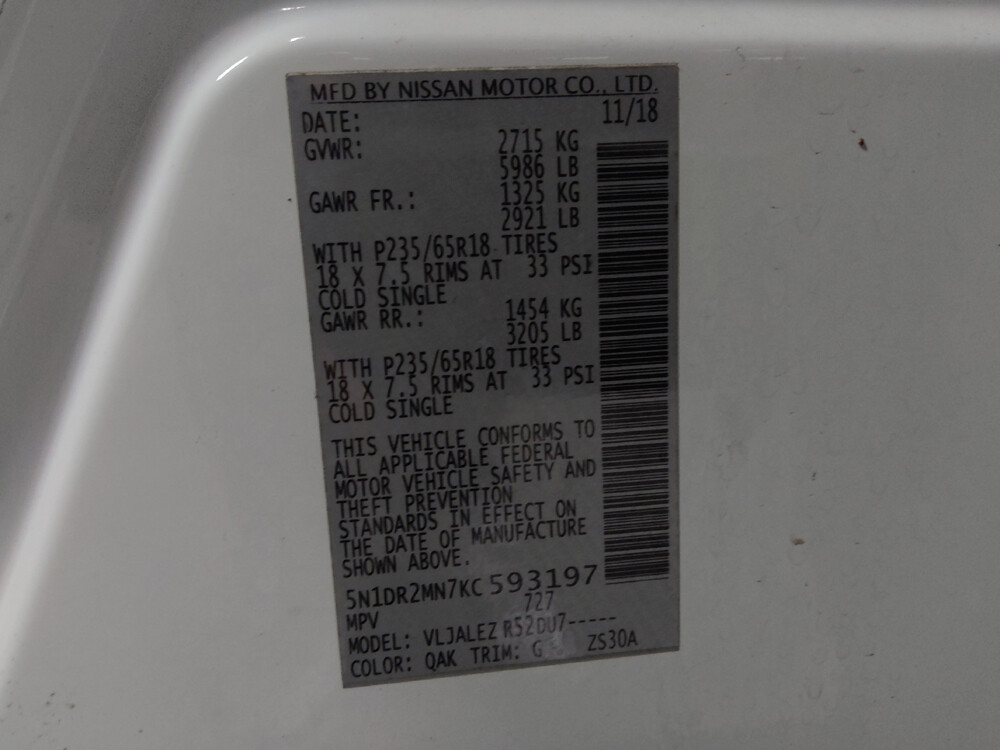 MFD BY NISSAN MOTOR CO., LTD.
DATE: 11/18
GVWR: 2715 KG
5986 LB
GAWR FR.: 1325 KG
2921 LB
WITH P235/65R18 TIRES
18 X 7.5 RIMS AT 33 PSI
COLD SINGLE
GAWR RR.: 1454 KG
3205 LB
WITH P235/65R18 TIRES
18 X 7.5 RIMS AT 33 PSI
COLD SINGLE
THIS VEHICLE CONFORMS TO
ALL APPLICABLE FEDERAL
MOTOR VEHICLE SAFETY AND
THEFT PREVENTION
STANDARDS IN EFFECT ON
THE DATE OF MANUFACTURE
SHOWN ABOVE.
5N1DR2MN7KC593197
MPV 727
MODEL: VLJALEZ R52DU7-----
COLOR: QAK TRIM: G ZS30A